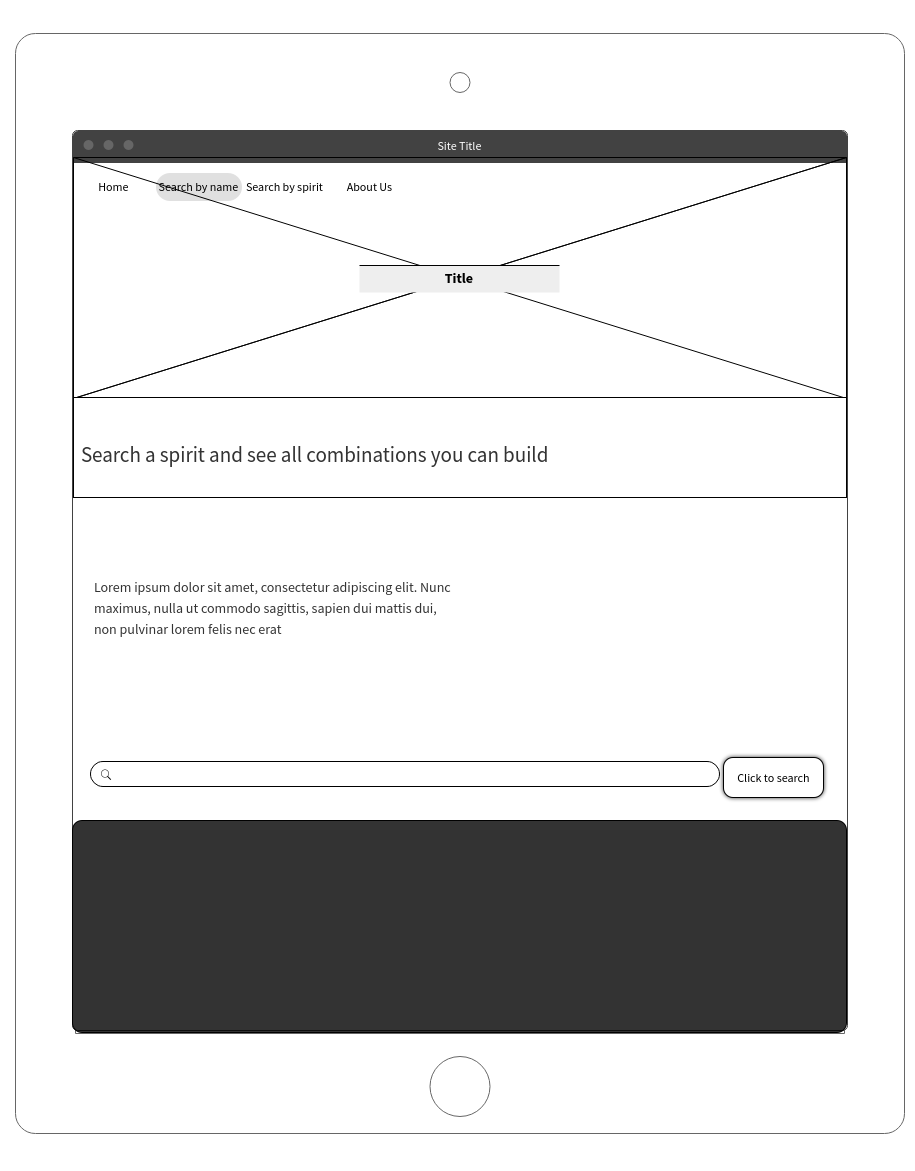 Site Title
Home Search by name Search by spirit About Us
Title
Search a spirit and see all combinations you can build
Lorem ipsum dolor sit amet, consectetur adipiscing elit. Nunc
maximus, nulla ut commodo sagittis, sapien dui mattis dui,
non pulvinar lorem felis nec erat
Click to search